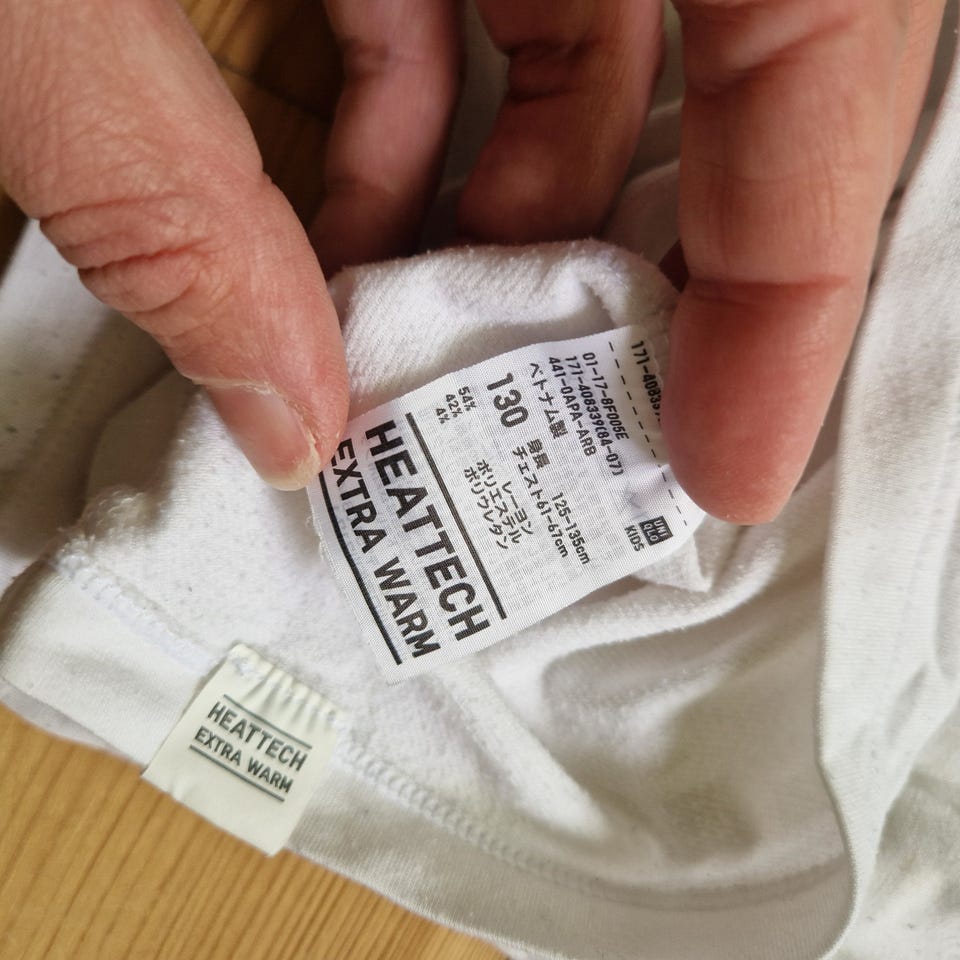 171-40833
01-17-8F005E
171-408339(84-07)
441-0APA-ARB
ベトナム製
130
身長 125-135cm
チェスト61-67cm
54% レーヨン
42% ポリエステル
4% ポリウレタン
HEATTECH
EXTRA WARM
UNI
QLO
KIDS
HEATTECH
EXTRA WARM